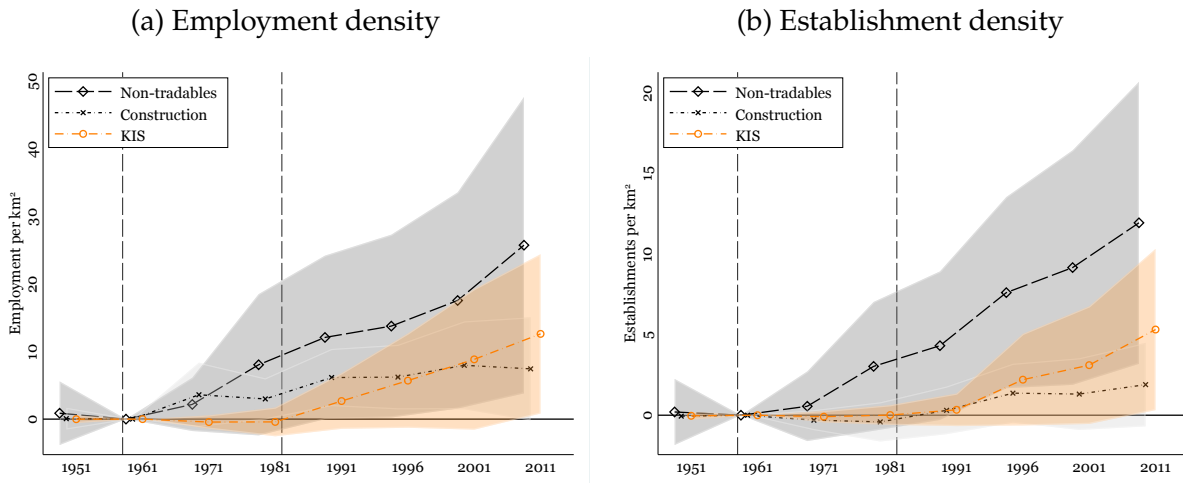 (a) Employment density
Employment per km²
50
40
30
20
10
0
Non-tradables
Construction
KIS
1951 1961 1971 1981 1991 1996 2001 2011
(b) Establishment density
Establishments per km²
20
15
10
5
0
Non-tradables
Construction
KIS
1951 1961 1971 1981 1991 1996 2001 2011